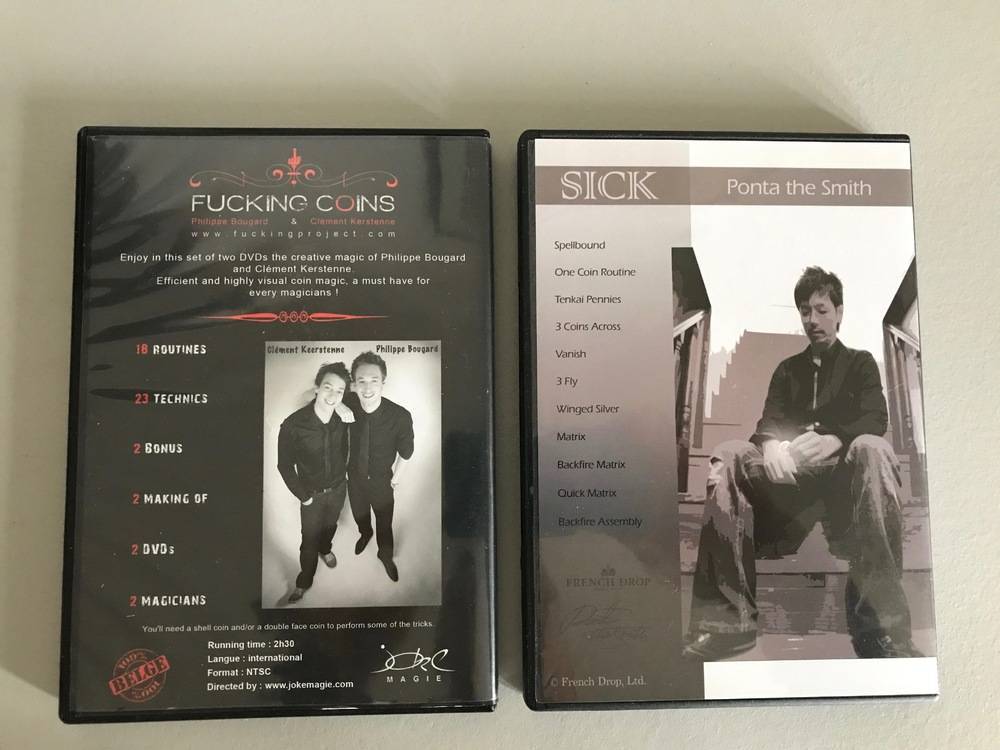 FUCKING COINS
Philippe Bougard & Clément Kerstenne
www.fuckingproject.com
Enjoy in this set of two DVDs the creative magic of Philippe Bougard
and Clément Kerstenne.
Efficient and highly visual coin magic, a must have for
every magicians !
18 ROUTINES
23 TECHNICS
2 BONUS
2 MAKING OF
2 DVDs
2 MAGICIANS
Clément Keerstenne Philippe Bougard
You'll need a shell coin and/or a double face coin to perform some of the tricks.
100%
BELGE
Running time : 2h30
Langue : international
Format : NTSC
Directed by : www.jokemagie.com
JOKE
MAGIE
SICK
Ponta the Smith
Spellbound
One Coin Routine
Tenkai Pennies
3 Coins Across
Vanish
3 Fly
Winged Silver
Matrix
Backfire Matrix
Quick Matrix
Backfire Assembly
FRENCH DROP
© French Drop, Ltd.